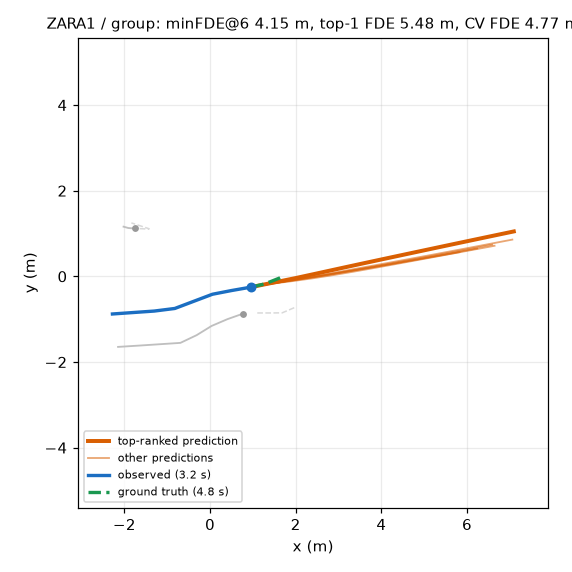 ZARA1 / group: minFDE@6 4.15 m, top-1 FDE 5.48 m, CV FDE 4.77 m
4
2
0
−2
−4
y (m)
top-ranked prediction
other predictions
observed (3.2 s)
ground truth (4.8 s)
−2
0
2
4
6
x (m)